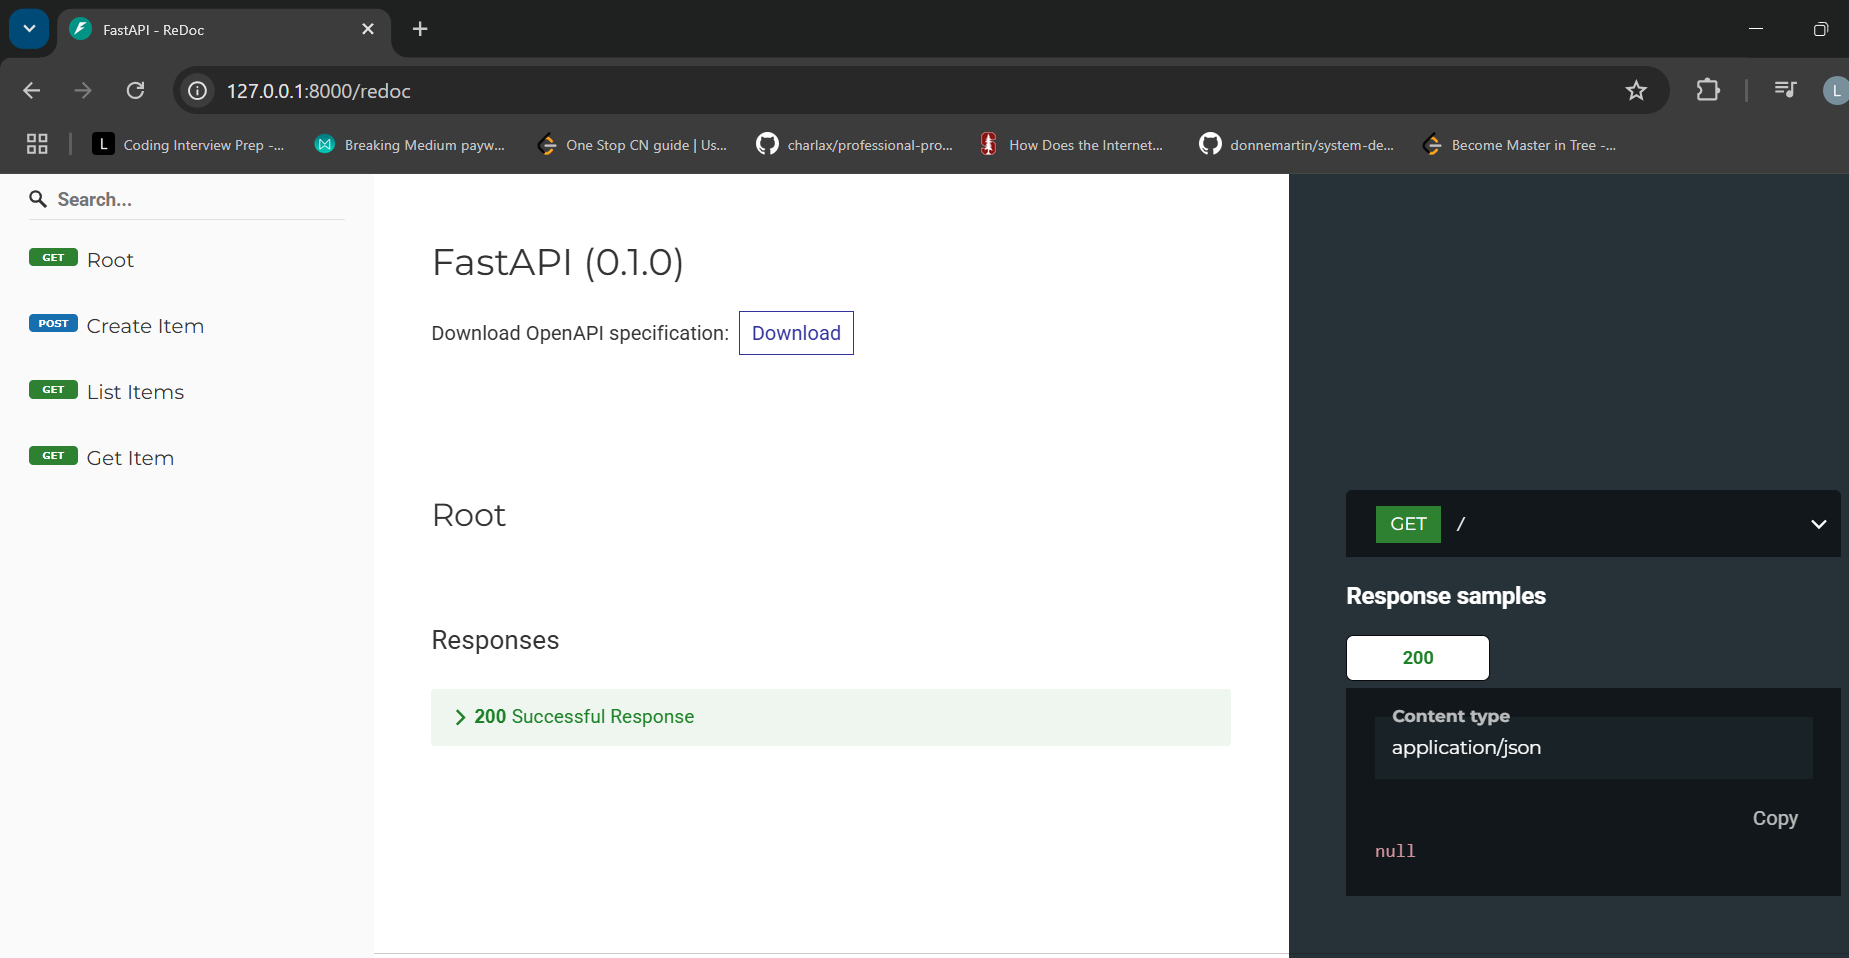 FastAPI - ReDoc
127.0.0.1:8000/redoc
L
L Coding Interview Prep -...
Breaking Medium payw...
One Stop CN guide | Us...
charlax/professional-pro...
How Does the Internet...
donnemartin/system-de...
Become Master in Tree -...
Search...
GET Root
POST Create Item
GET List Items
GET Get Item
FastAPI (0.1.0)
Download OpenAPI specification: Download
Root
Responses
200 Successful Response
GET /
Response samples
200
Content type
application/json
Copy
null